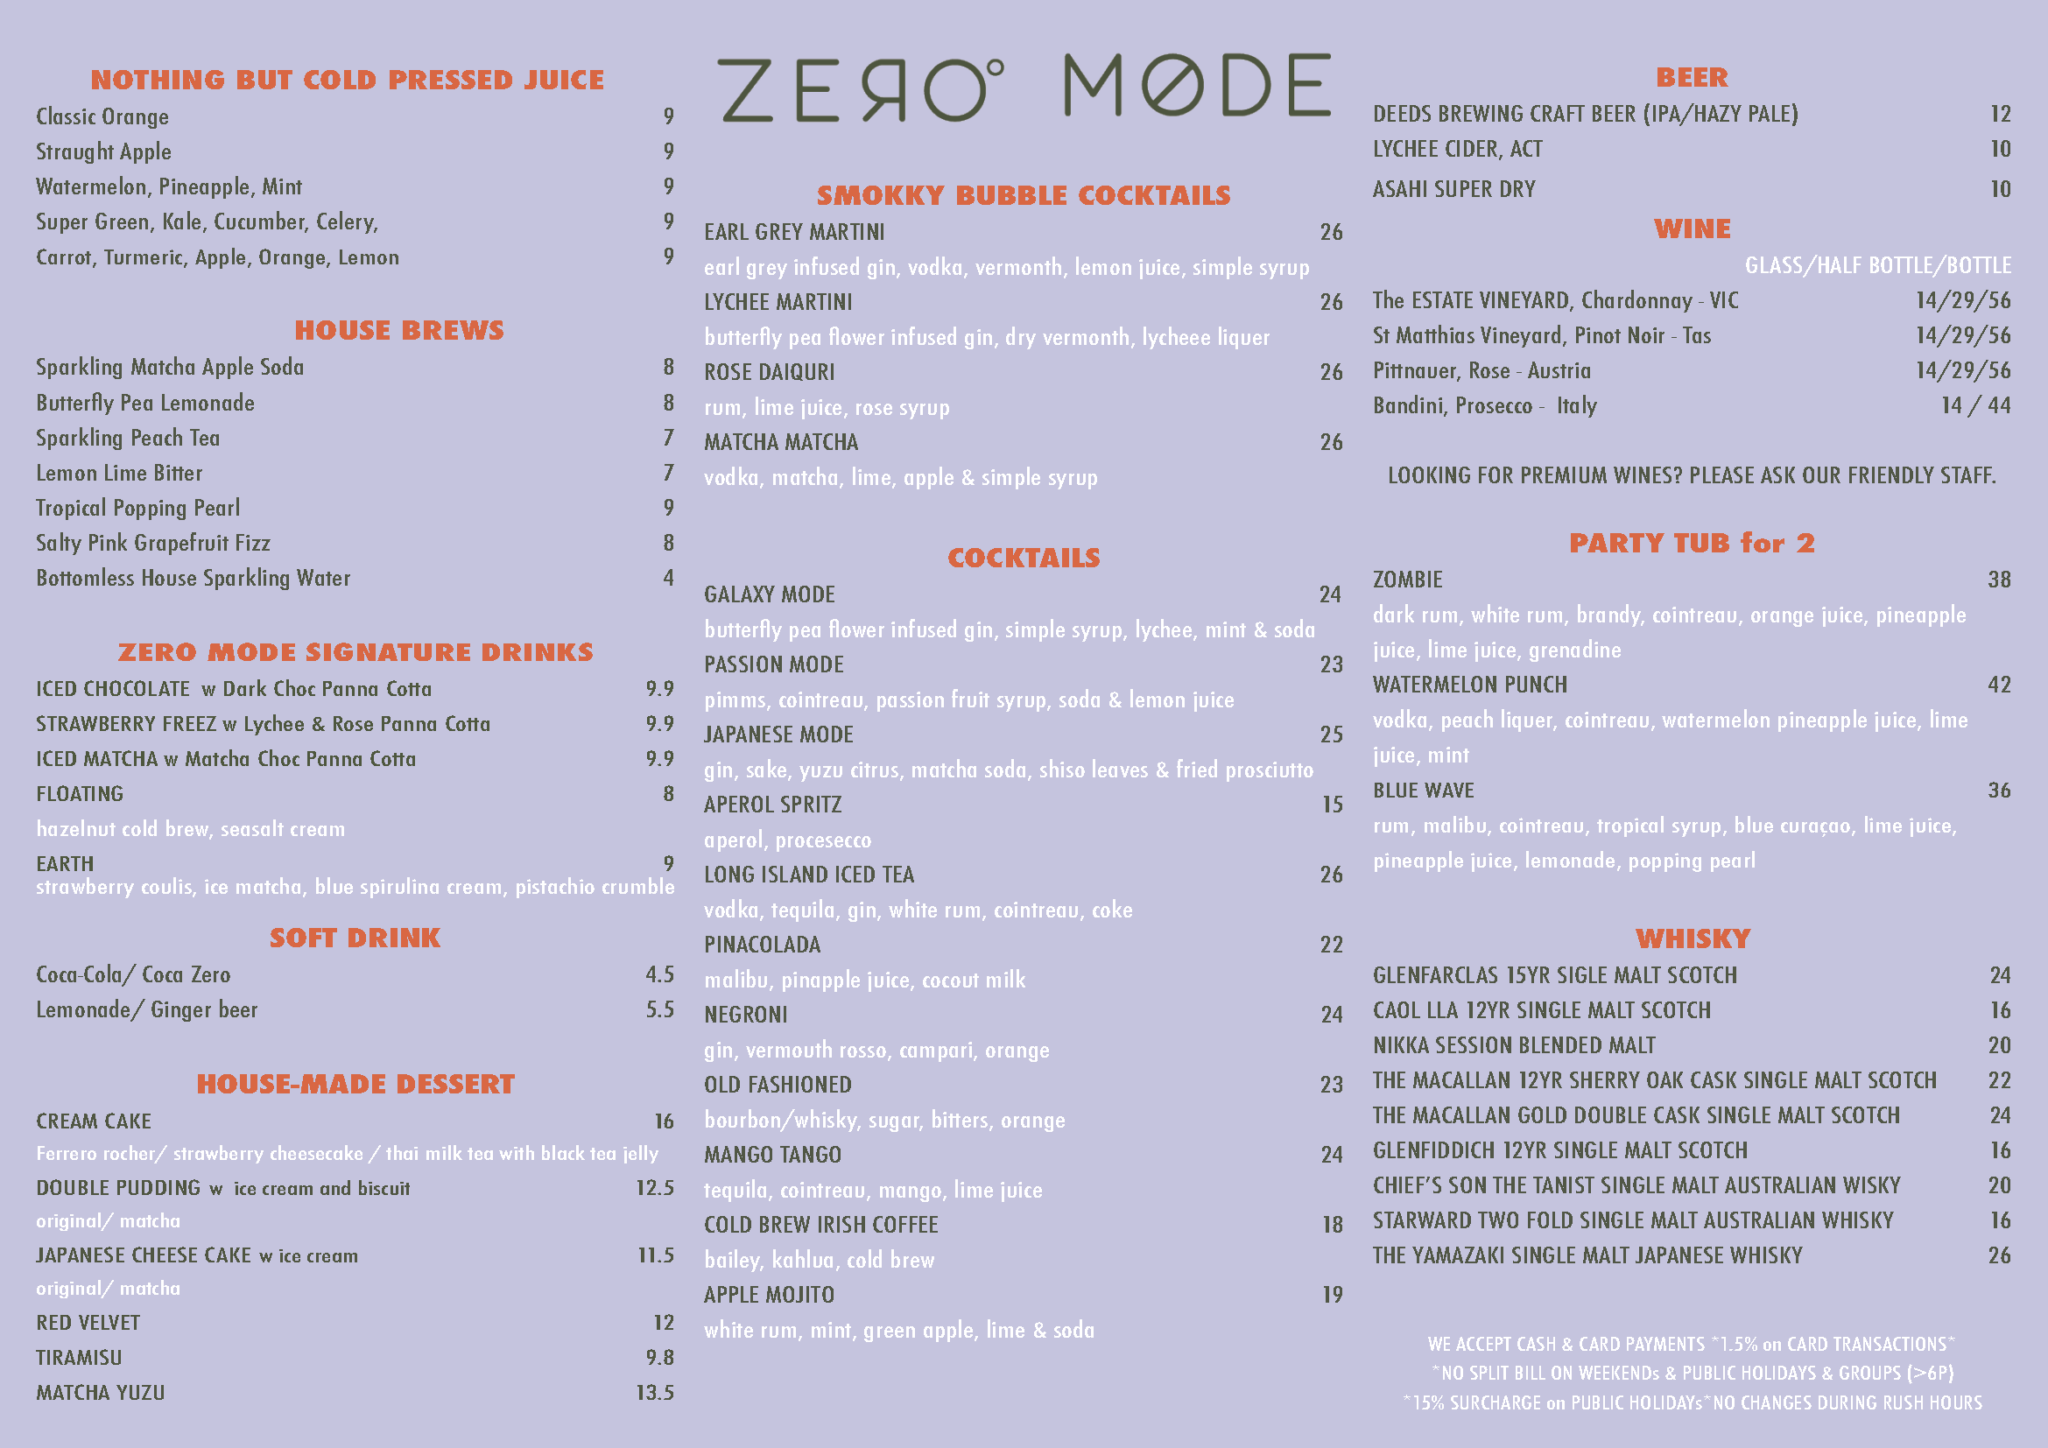 NOTHING BUT COLD PRESSED JUICE
Classic Orange 9
Straught Apple 9
Watermelon, Pineapple, Mint 9
Super Green, Kale, Cucumber, Celery, 9
Carrot, Turmeric, Apple, Orange, Lemon 9
HOUSE BREWS
Sparkling Matcha Apple Soda 8
Butterfly Pea Lemonade 8
Sparkling Peach Tea 7
Lemon Lime Bitter 7
Tropical Popping Pearl 9
Salty Pink Grapefruit Fizz 8
Bottomless House Sparkling Water 4
ZERO MODE SIGNATURE DRINKS
ICED CHOCOLATE w Dark Choc Panna Cotta 9.9
STRAWBERRY FREEZ w Lychee & Rose Panna Cotta 9.9
ICED MATCHA w Matcha Choc Panna Cotta 9.9
FLOATING 8
hazelnut cold brew, seasalt cream
EARTH 9
strawberry coulis, ice matcha, blue spirulina cream, pistachio crumble
SOFT DRINK
Coca-Cola/ Coca Zero 4.5
Lemonade/ Ginger beer 5.5
HOUSE-MADE DESSERT
CREAM CAKE 16
Ferrero rocher/ strawberry cheesecake / thai milk tea with black tea jelly
DOUBLE PUDDING w ice cream and biscuit 12.5
original/ matcha
JAPANESE CHEESE CAKE w ice cream 11.5
original/ matcha
RED VELVET 12
TIRAMISU 9.8
MATCHA YUZU 13.5
ZEЯO° MØDE
SMOKKY BUBBLE COCKTAILS
EARL GREY MARTINI 26
earl grey infused gin, vodka, vermonth, lemon juice, simple syrup
LYCHEE MARTINI 26
butterfly pea flower infused gin, dry vermonth, lycheee liquer
ROSE DAIQURI 26
rum, lime juice, rose syrup
MATCHA MATCHA 26
vodka, matcha, lime, apple & simple syrup
COCKTAILS
GALAXY MODE 24
butterfly pea flower infused gin, simple syrup, lychee, mint & soda
PASSION MODE 23
pimms, cointreau, passion fruit syrup, soda & lemon juice
JAPANESE MODE 25
gin, sake, yuzu citrus, matcha soda, shiso leaves & fried prosciutto
APEROL SPRITZ 15
aperol, procesecco
LONG ISLAND ICED TEA 26
vodka, tequila, gin, white rum, cointreau, coke
PINACOLADA 22
malibu, pinapple juice, cocout milk
NEGRONI 24
gin, vermouth rosso, campari, orange
OLD FASHIONED 23
bourbon/whisky, sugar, bitters, orange
MANGO TANGO 24
tequila, cointreau, mango, lime juice
COLD BREW IRISH COFFEE 18
bailey, kahlua, cold brew
APPLE MOJITO 19
white rum, mint, green apple, lime & soda
BEER
DEEDS BREWING CRAFT BEER (IPA/HAZY PALE) 12
LYCHEE CIDER, ACT 10
ASAHI SUPER DRY 10
WINE
GLASS/HALF BOTTLE/BOTTLE
The ESTATE VINEYARD, Chardonnay - VIC 14/29/56
St Matthias Vineyard, Pinot Noir - Tas 14/29/56
Pittnauer, Rose - Austria 14/29/56
Bandini, Prosecco - Italy 14 / 44
LOOKING FOR PREMIUM WINES? PLEASE ASK OUR FRIENDLY STAFF.
PARTY TUB for 2
ZOMBIE 38
dark rum, white rum, brandy, cointreau, orange juice, pineapple
juice, lime juice, grenadine
WATERMELON PUNCH 42
vodka, peach liquer, cointreau, watermelon pineapple juice, lime
juice, mint
BLUE WAVE 36
rum, malibu, cointreau, tropical syrup, blue curaçao, lime juice,
pineapple juice, lemonade, popping pearl
WHISKY
GLENFARCLAS 15YR SIGLE MALT SCOTCH 24
CAOL LLA 12YR SINGLE MALT SCOTCH 16
NIKKA SESSION BLENDED MALT 20
THE MACALLAN 12YR SHERRY OAK CASK SINGLE MALT SCOTCH 22
THE MACALLAN GOLD DOUBLE CASK SINGLE MALT SCOTCH 24
GLENFIDDICH 12YR SINGLE MALT SCOTCH 16
CHIEF'S SON THE TANIST SINGLE MALT AUSTRALIAN WISKY 20
STARWARD TWO FOLD SINGLE MALT AUSTRALIAN WHISKY 16
THE YAMAZAKI SINGLE MALT JAPANESE WHISKY 26
WE ACCEPT CASH & CARD PAYMENTS *1.5% on CARD TRANSACTIONS*
*NO SPLIT BILL ON WEEKENDs & PUBLIC HOLIDAYS & GROUPS (>6P)
*15% SURCHARGE on PUBLIC HOLIDAYs*NO CHANGES DURING RUSH HOURS